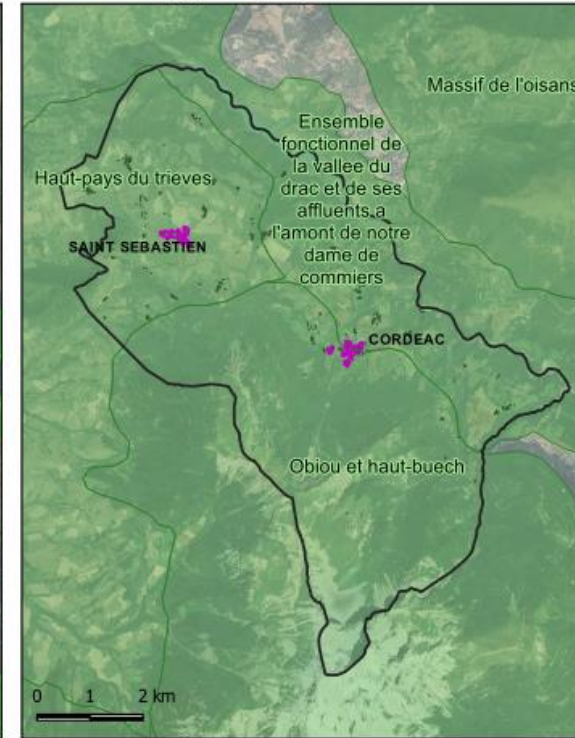 Massif de l'oisans
Ensemble
fonctionnel de
la vallee du
drac et de ses
affluents a
l'amont de notre
dame de
commiers
Haut-pays du trieves
SAINT SEBASTIEN
CORDEAC
Obiou et haut-buech
0 1 2 km